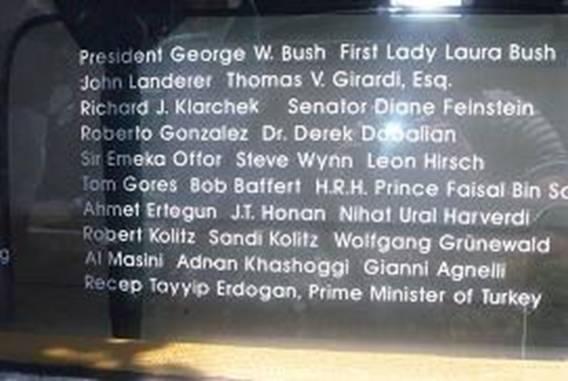 President George W. Bush First Lady Laura Bush
John Landerer Thomas V. Girardi, Esq.
Richard J. Klarchek Senator Diane Feinstein
Roberto Gonzalez Dr. Derek
Sir Emeka Offor Steve Wynn Leon Hirsch
Tom Gores Bob Baffert H.R.H. Prince Faisal Bin
Ahmet Ertegun J.T. Honan Nihat Ural Harverdi
Robert Kolitz Sandi Kolitz Wolfgang Grünewald
Al Masini Adnan Khashoggi Gianni Agnelli
Recep Tayyip Erdogan, Prime Minister of Turkey